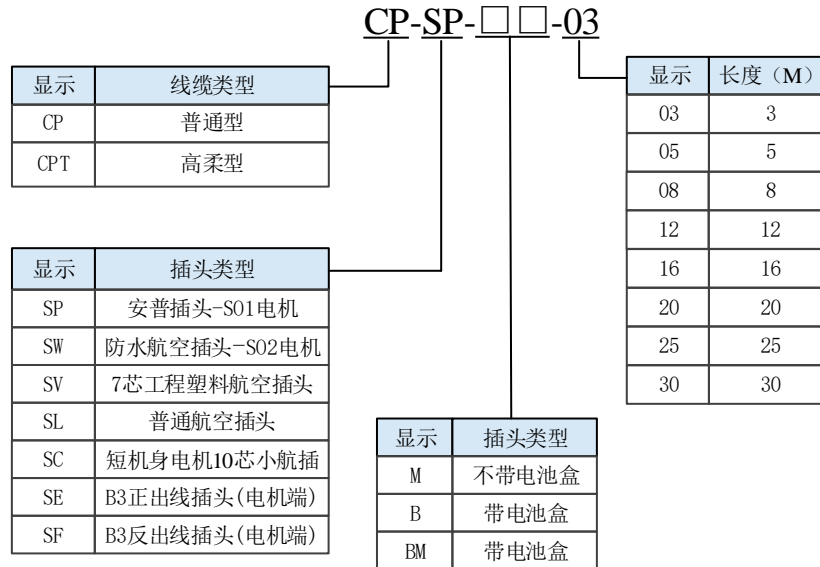 CP-SP-□□-03
显示 线缆类型
CP 普通型
CPT 高柔型
显示 插头类型
SP 安普插头-S01电机
SW 防水航空插头-S02电机
SV 7芯工程塑料航空插头
SL 普通航空插头
SC 短机身电机10芯小航插
SE B3正出线插头(电机端)
SF B3反出线插头(电机端)
显示 插头类型
M 不带电池盒
B 带电池盒
BM 带电池盒
显示 长度（M）
03 3
05 5
08 8
12 12
16 16
20 20
25 25
30 30